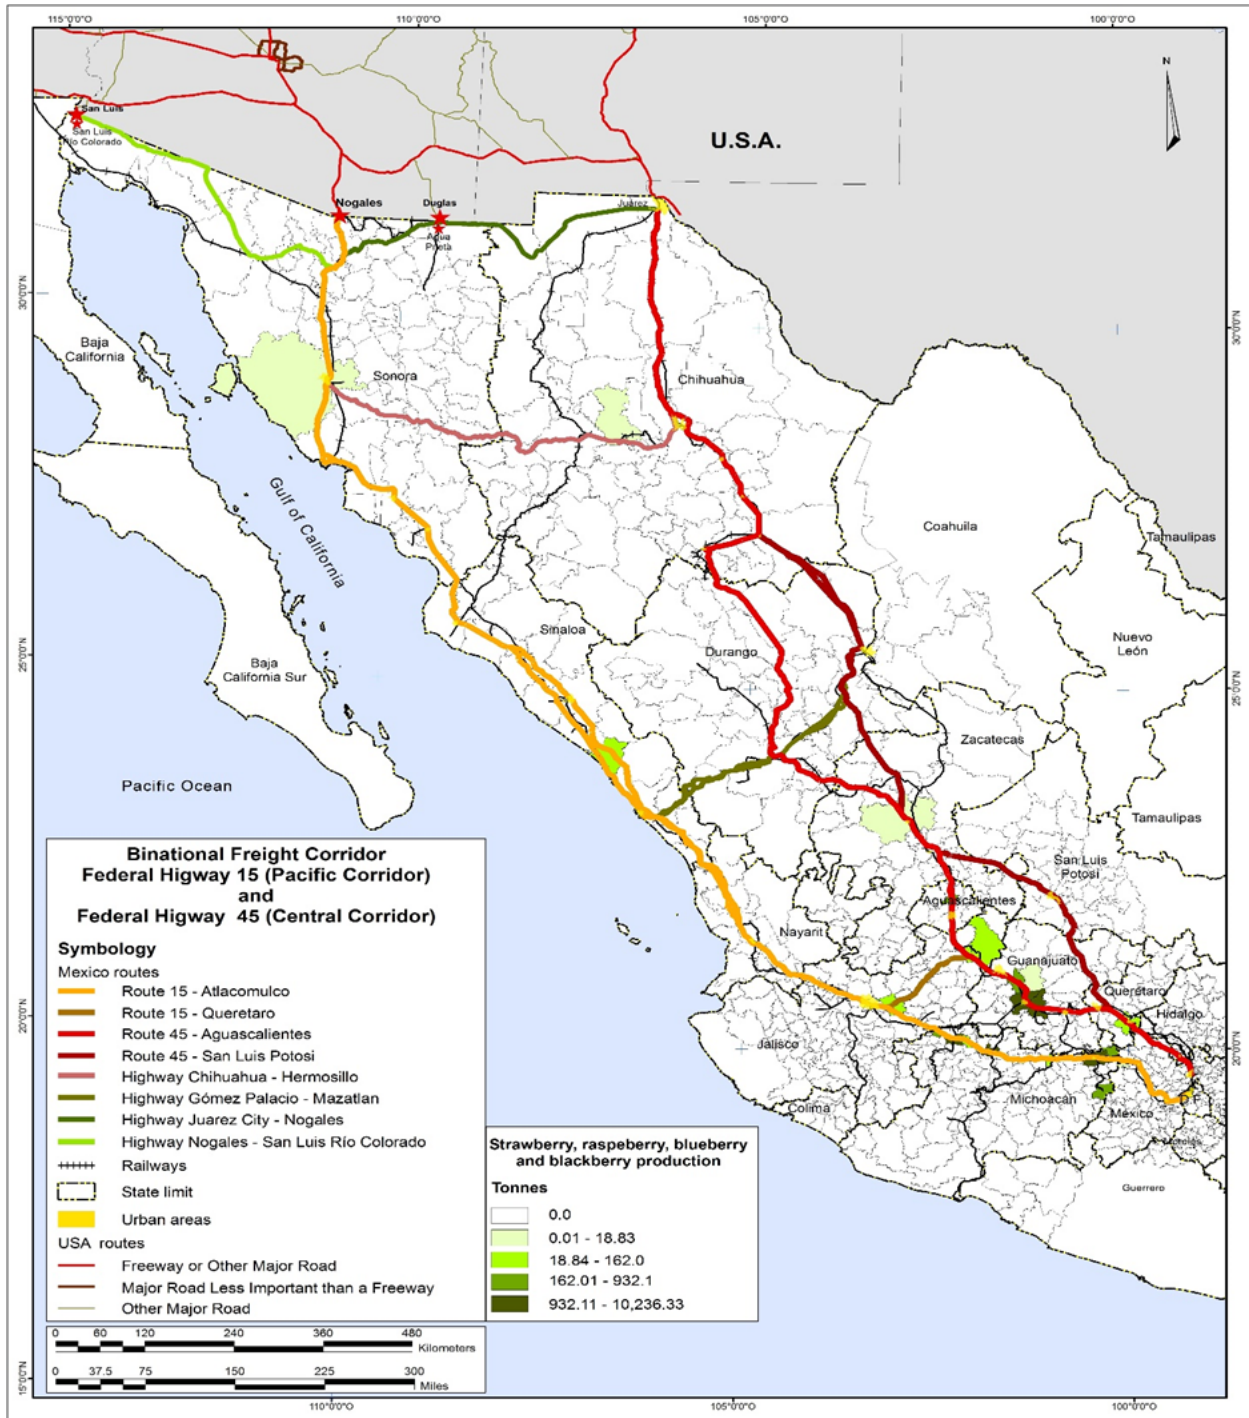 115°0'0"O
110°0'0"O
105°0'0"O
100°0'0"O
N
U.S.A.
San Luis
San Luis
Río Colorado
Nogales
Duglas
Agua
Prieta
Juárez
30°0'0"N
30°0'0"N
Baja
California
Sonora
Chihuahua
Gulf of California
Coahuila
Tamaulipas
Sinaloa
Durango
Nuevo
León
25°0'0"N
25°0'0"N
Baja
California Sur
Zacatecas
Pacific Ocean
Tamaulipas
San Luis
Potosi
Aguascalientes
Nayarit
Guanajuato
Querétaro
Hidalgo
20°0'0"N
20°0'0"N
Jalisco
Michoacán
Colima
México
D.F.
Morelos
Guerrero
Binational Freight Corridor
Federal Higway 15 (Pacific Corridor)
and
Federal Higway 45 (Central Corridor)
Symbology
Mexico routes
Route 15 - Atlacomulco
Route 15 - Queretaro
Route 45 - Aguascalientes
Route 45 - San Luis Potosi
Highway Chihuahua - Hermosillo
Highway Gómez Palacio - Mazatlan
Highway Juarez City - Nogales
Highway Nogales - San Luis Río Colorado
Railways
State limit
Urban areas
USA routes
Freeway or Other Major Road
Major Road Less Important than a Freeway
Other Major Road
0 60 120 240 360 480
Kilometers
0 37.5 75 150 225 300
Miles
Strawberry, raspeberry, blueberry
and blackberry production
Tonnes
0.0
0.01 - 18.83
18.84 - 162.0
162.01 - 932.1
932.11 - 10,236.33
15°0'0"N
110°0'0"O
105°0'0"O
100°0'0"O